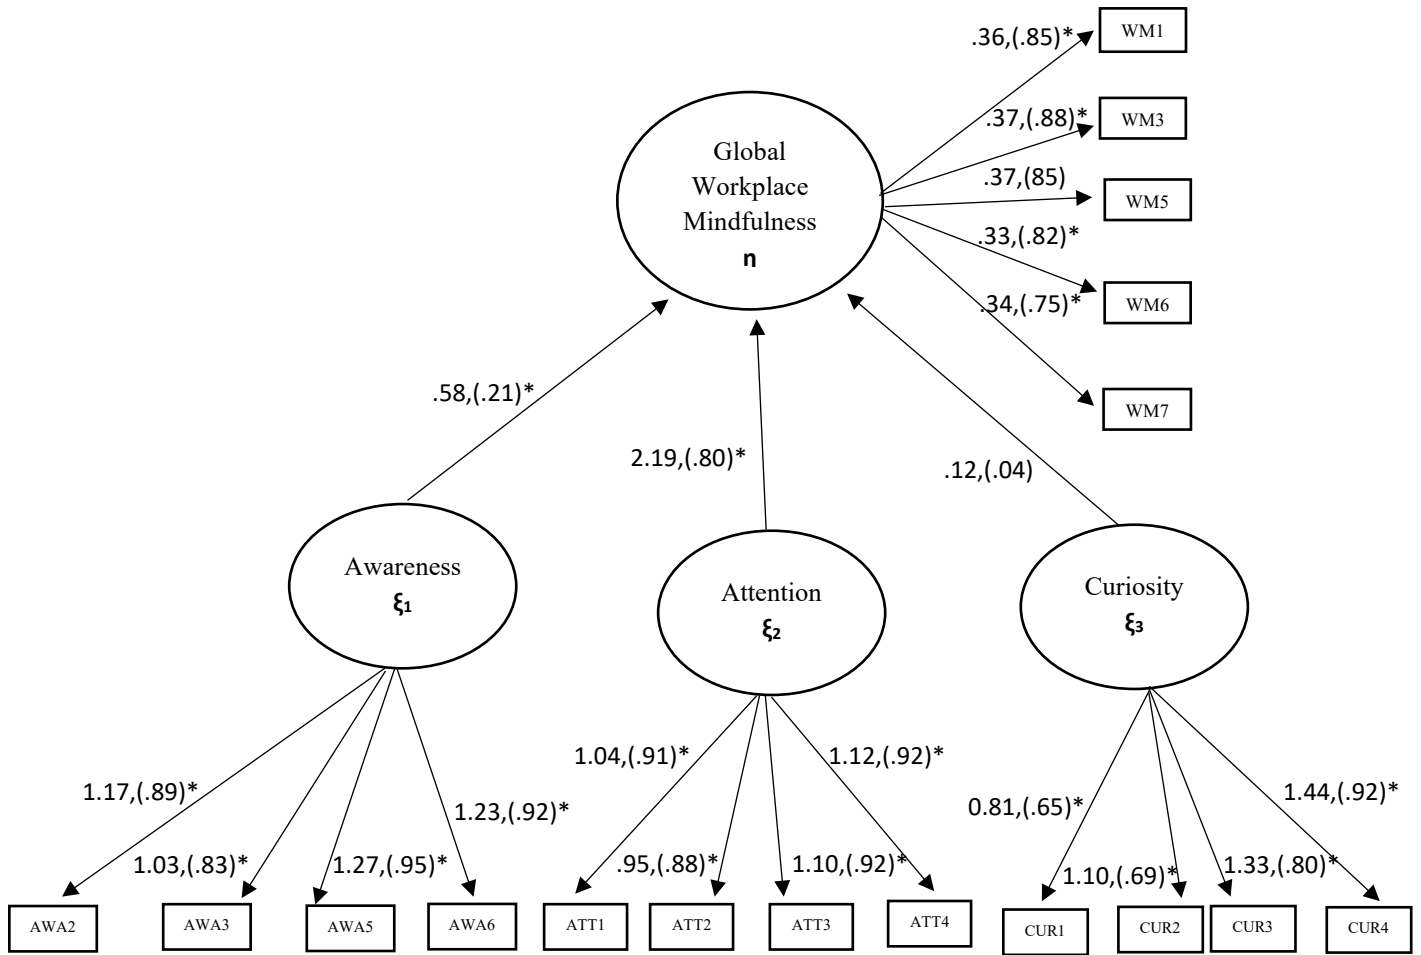 .36,(.85)*
WM1
.37,(.88)*
WM3
Global
Workplace
Mindfulness
n
.37,(85)
WM5
.33,(.82)*
WM6
.34,(.75)*
WM7
.58,(.21)*
2.19,(.80)*
.12,(.04)
Awareness
ξ1
Attention
ξ2
Curiosity
ξ3
1.17,(.89)*
1.03,(.83)*
1.27,(.95)*
1.23,(.92)*
1.04,(.91)*
.95,(.88)*
1.10,(.92)*
1.12,(.92)*
0.81,(.65)*
1.10,(.69)*
1.33,(.80)*
1.44,(.92)*
AWA2
AWA3
AWA5
AWA6
ATT1
ATT2
ATT3
ATT4
CUR1
CUR2
CUR3
CUR4